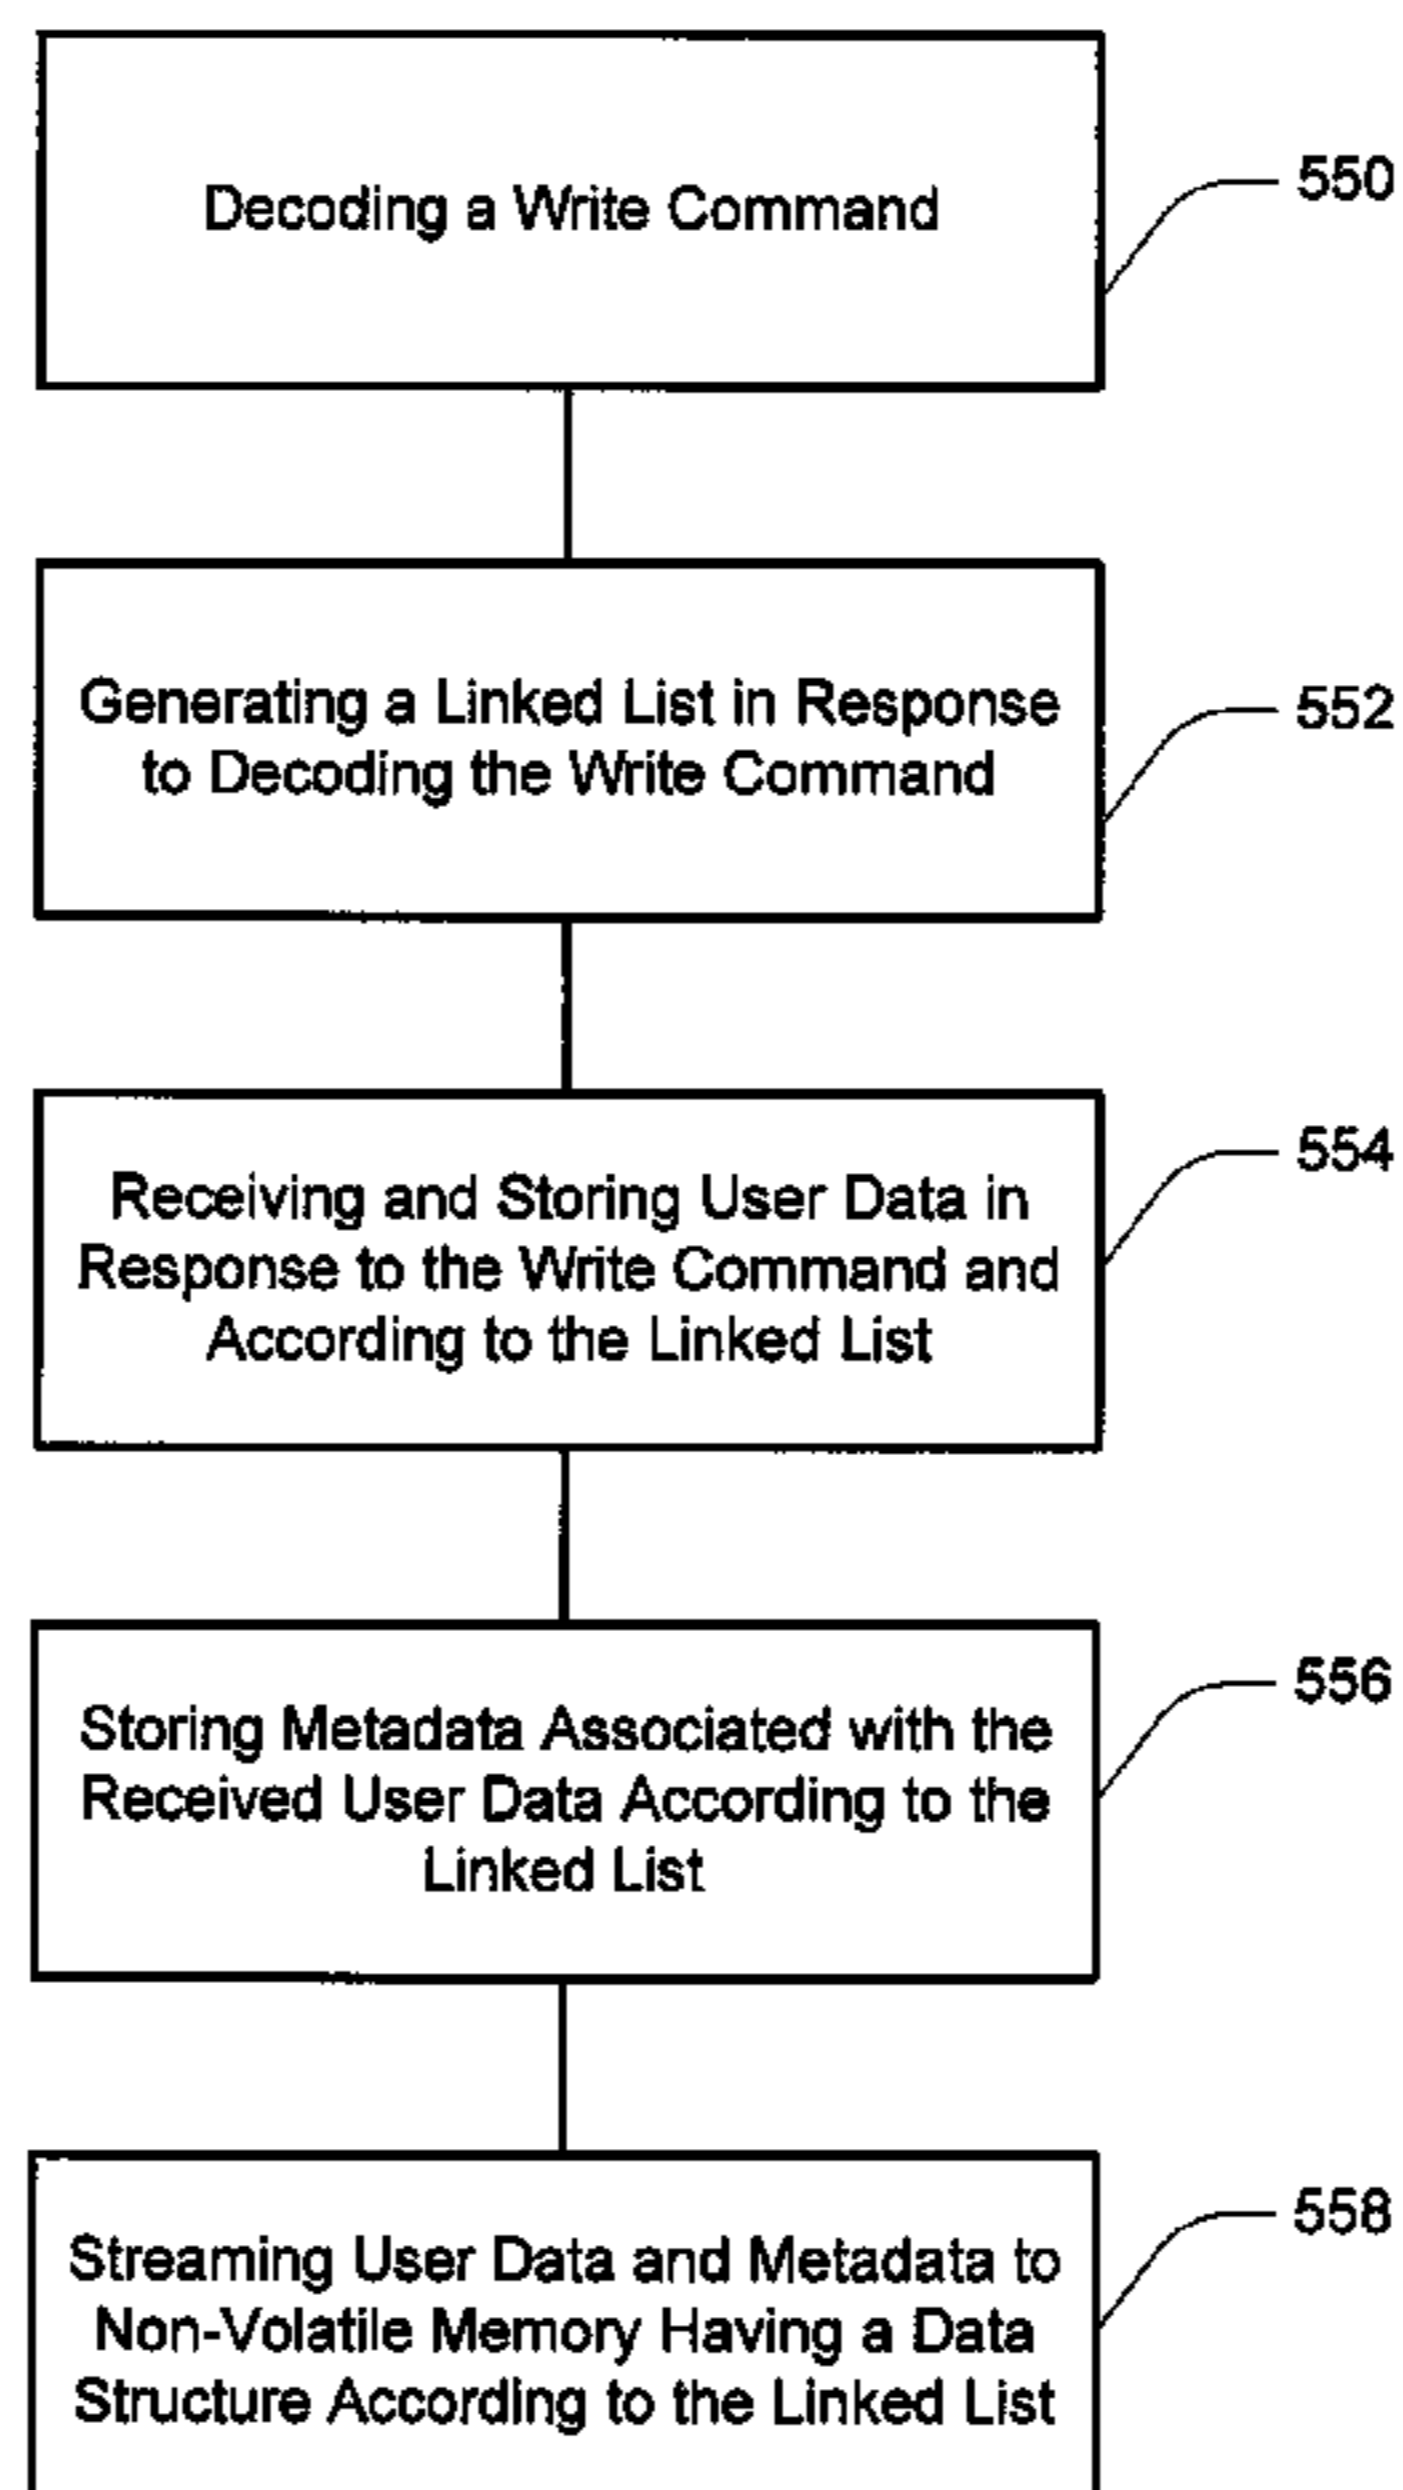 Decoding a Write Command
550
Generating a Linked List in Response
to Decoding the Write Command
552
Receiving and Storing User Data in
Response to the Write Command and
According to the Linked List
554
Storing Metadata Associated with the
Received User Data According to the
Linked List
556
Streaming User Data and Metadata to
Non-Volatile Memory Having a Data
Structure According to the Linked List
558